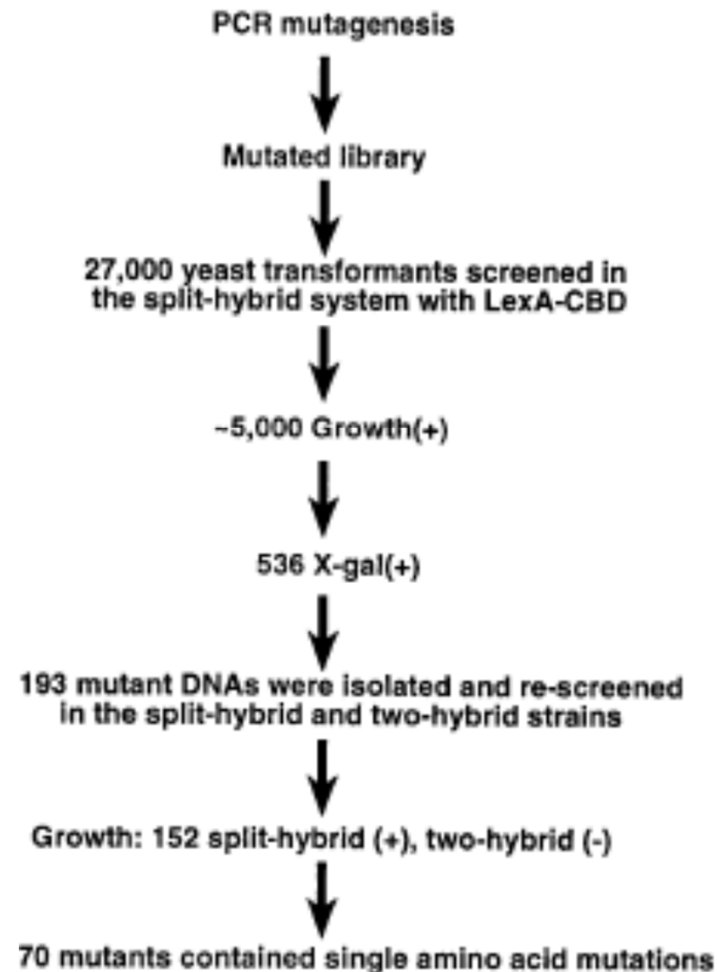 PCR mutagenesis
Mutated library
27,000 yeast transformants screened in
the split-hybrid system with LexA-CBD
~5,000 Growth(+)
536 X-gal(+)
193 mutant DNAs were isolated and re-screened
in the split-hybrid and two-hybrid strains
Growth: 152 split-hybrid (+), two-hybrid (-)
70 mutants contained single amino acid mutations